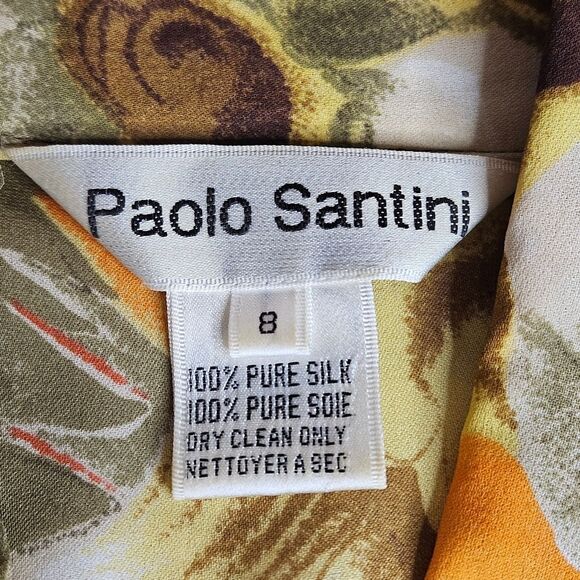 Paolo Santini
8
100% PURE SILK
100% PURE SOIE
DRY CLEAN ONLY
NETTOYER A SEC